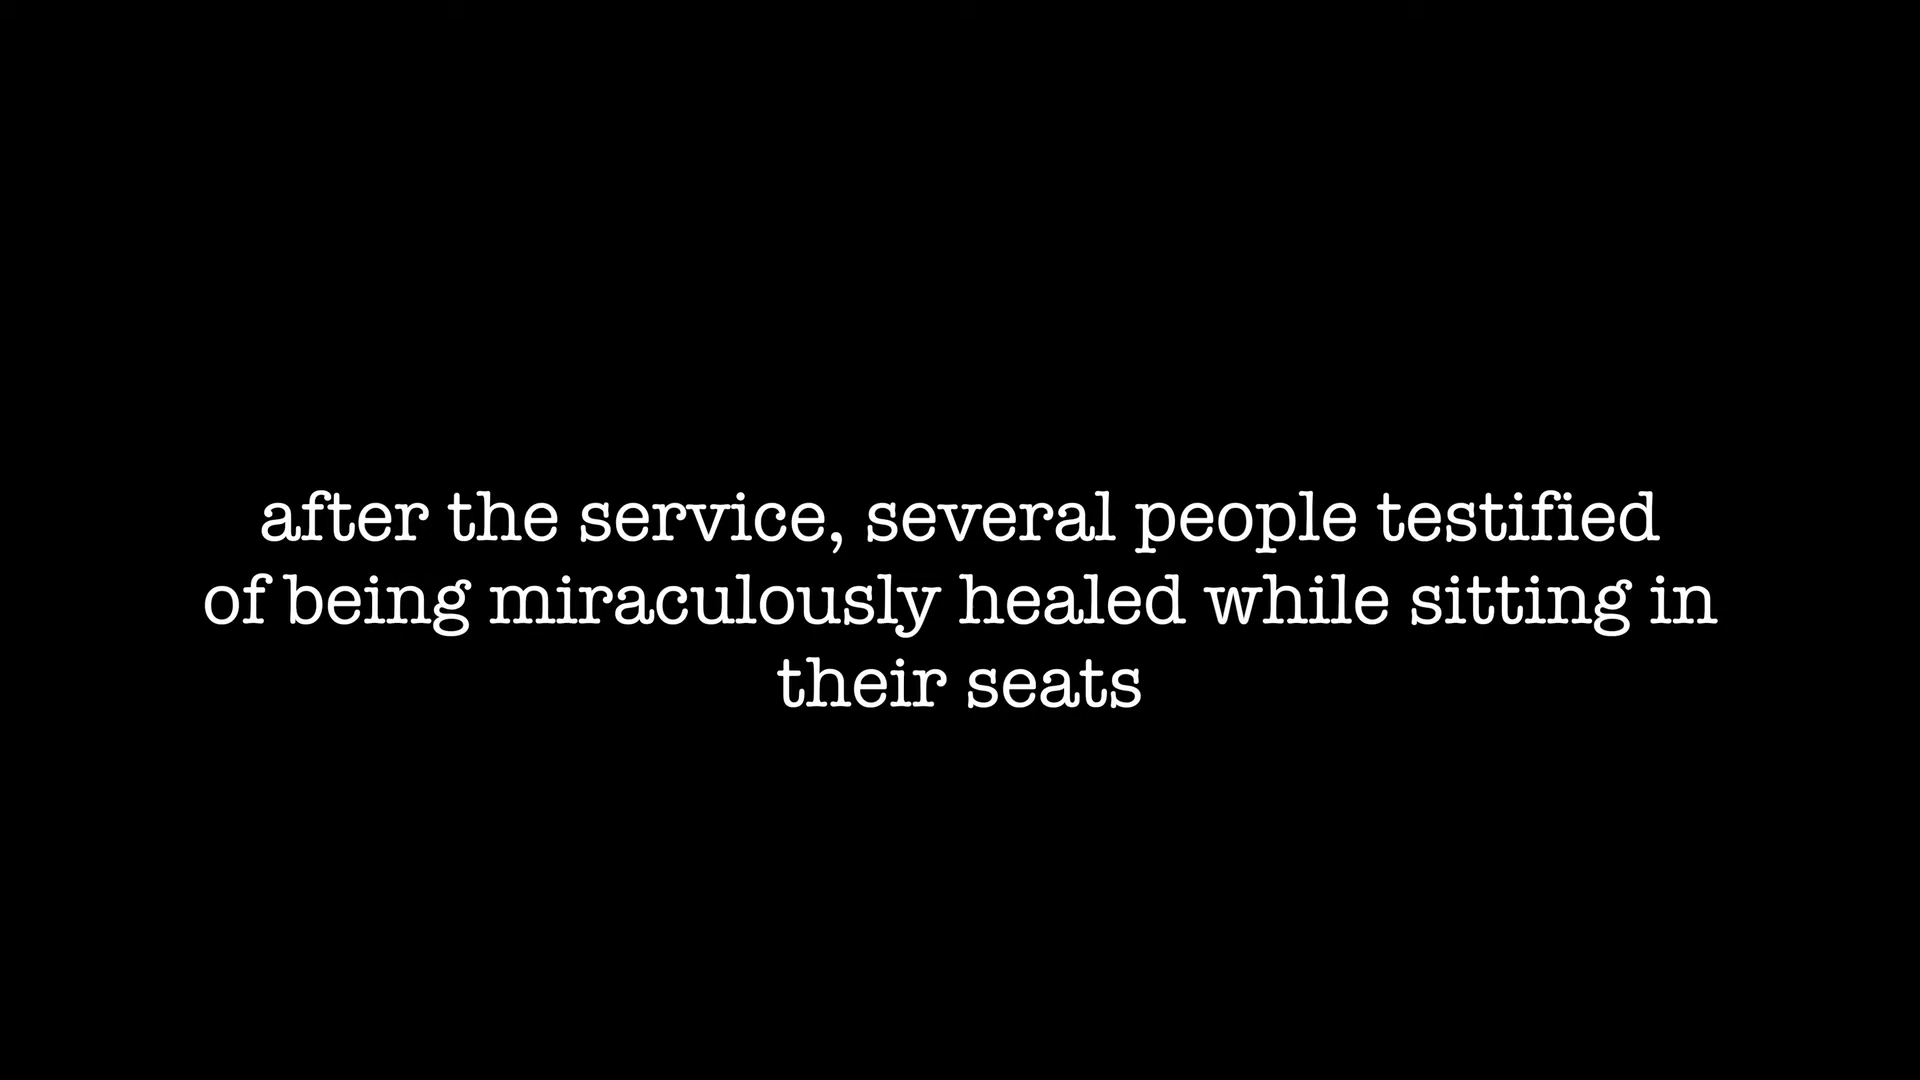 after the service, several people testified
of being miraculously healed while sitting in
their seats